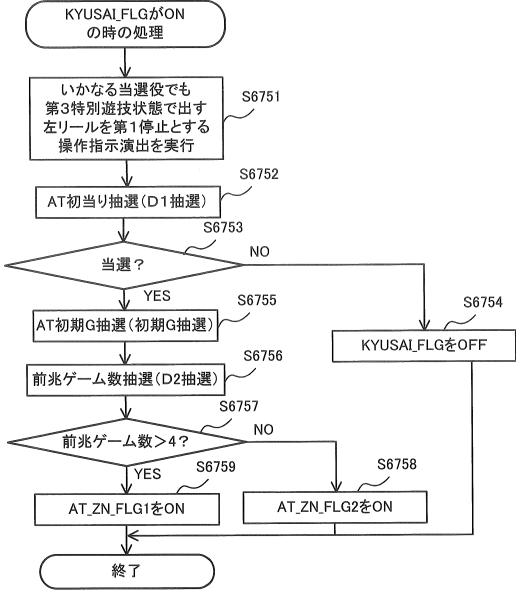 KYUSAI_FLGがON
の時の処理
いかなる当選役でも
第3特別遊技状態で出す
左リールを第1停止とする
操作指示演出を実行
S6751
S6752
AT初当り抽選(D1抽選)
S6753
当選?
NO
YES
S6755
AT初期G抽選(初期G抽選)
S6754
KYUSAI_FLGをOFF
S6756
前兆ゲーム数抽選(D2抽選)
S6757
前兆ゲーム数>4?
NO
YES
S6759
AT_ZN_FLG1をON
S6758
AT_ZN_FLG2をON
終了